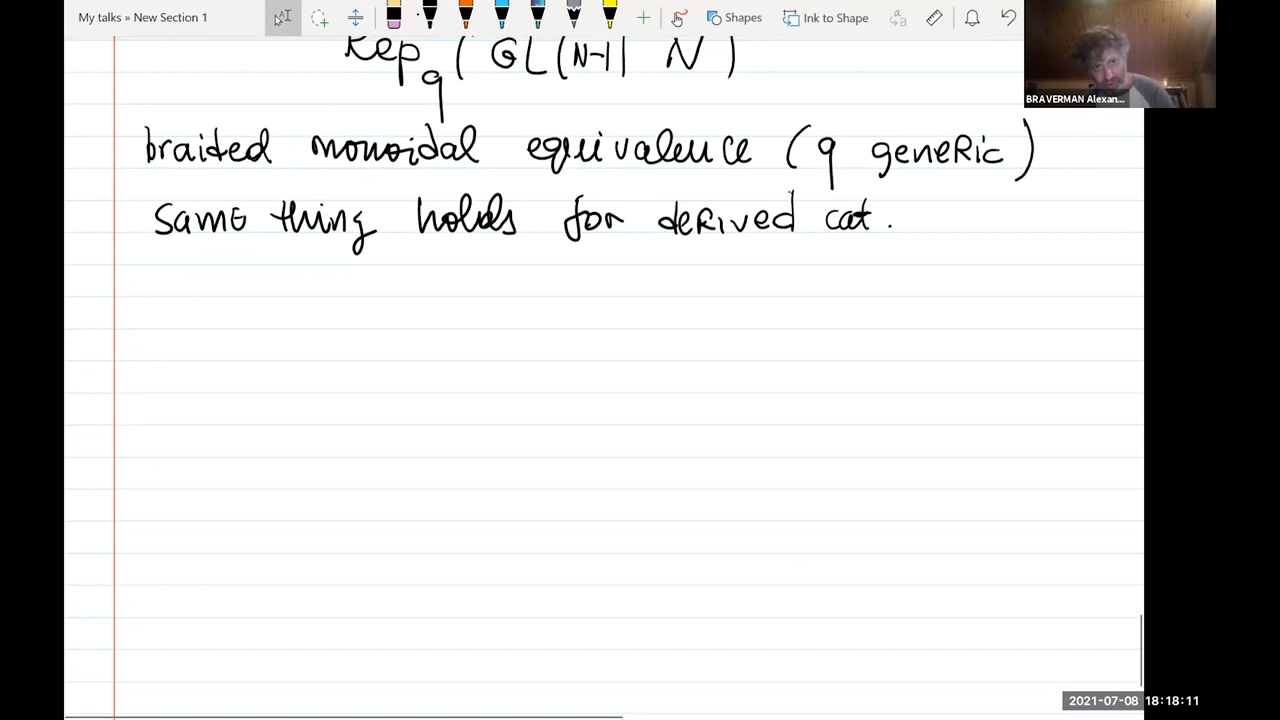 My talks » New Section 1
Shapes
Ink to Shape
BRAVERMAN Alexan...
Rep_q ( GL(N-1| N )
braided monoidal equivalence ( q generic )
same thing holds for derived cat .
2021-07-08 18:18:11